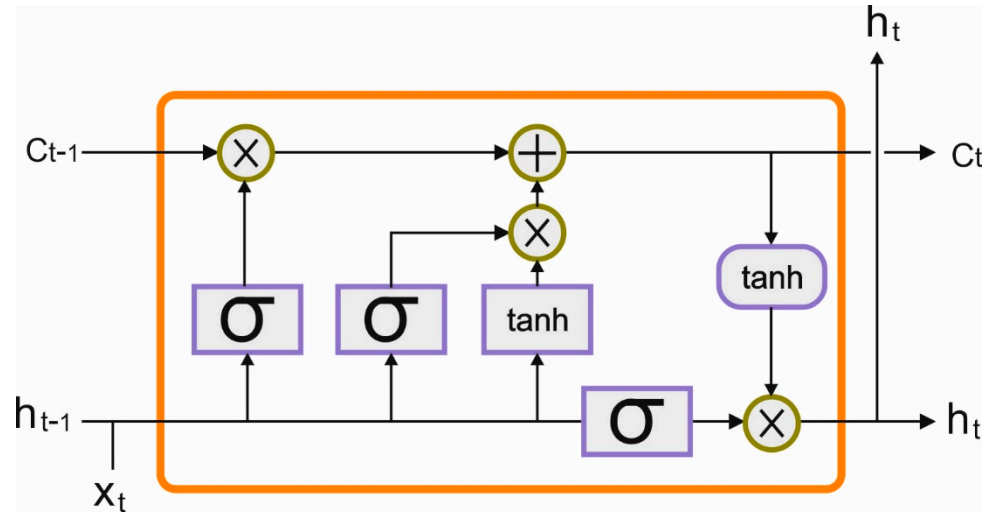 hₜ
Cₜ₋₁ × + Cₜ
×
tanh
σ σ tanh
hₜ₋₁ σ × hₜ
xₜ